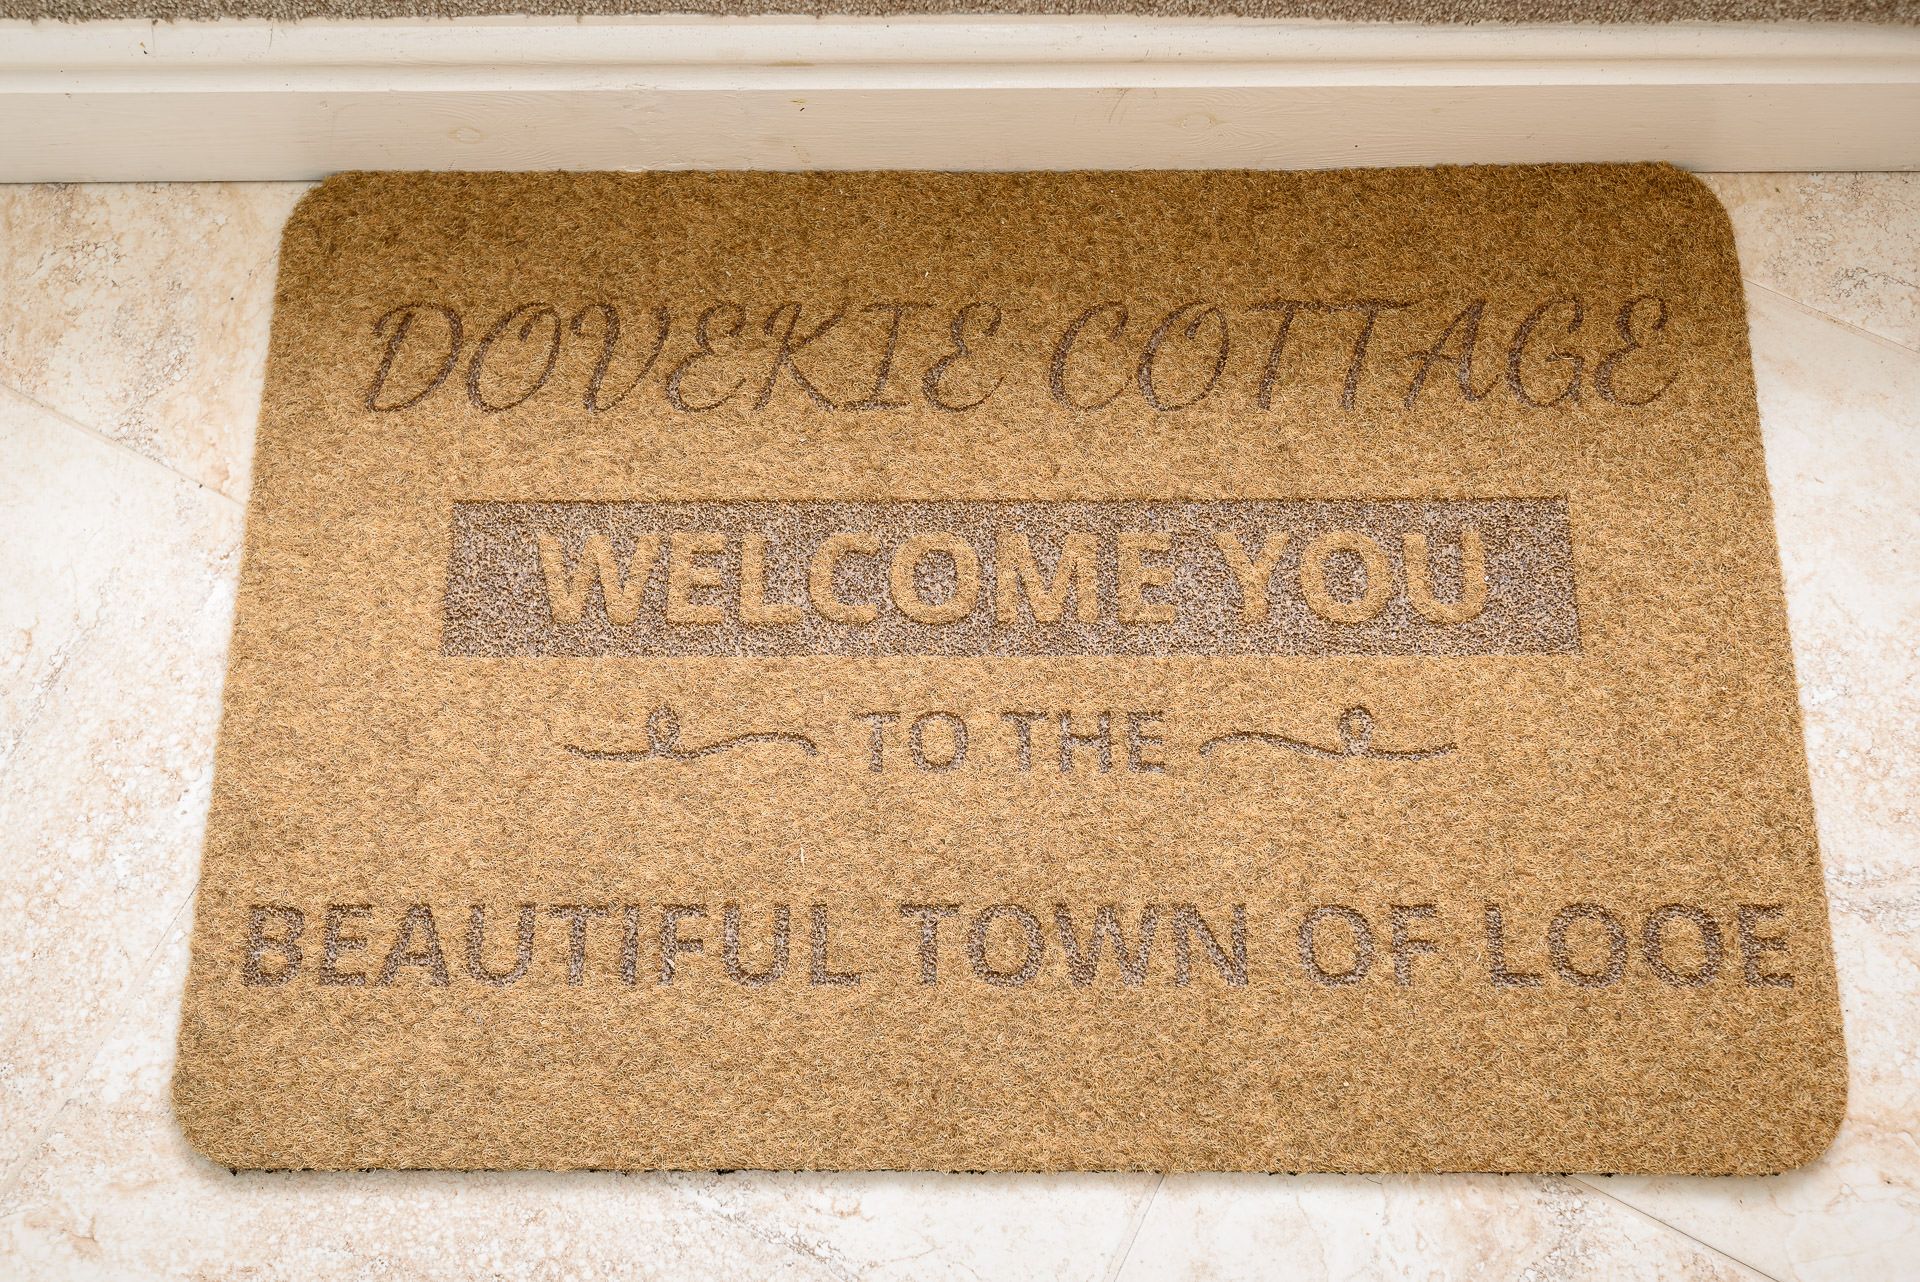 DOVEKIE COTTAGE
WELCOME YOU
TO THE
BEAUTIFUL TOWN OF LOOE